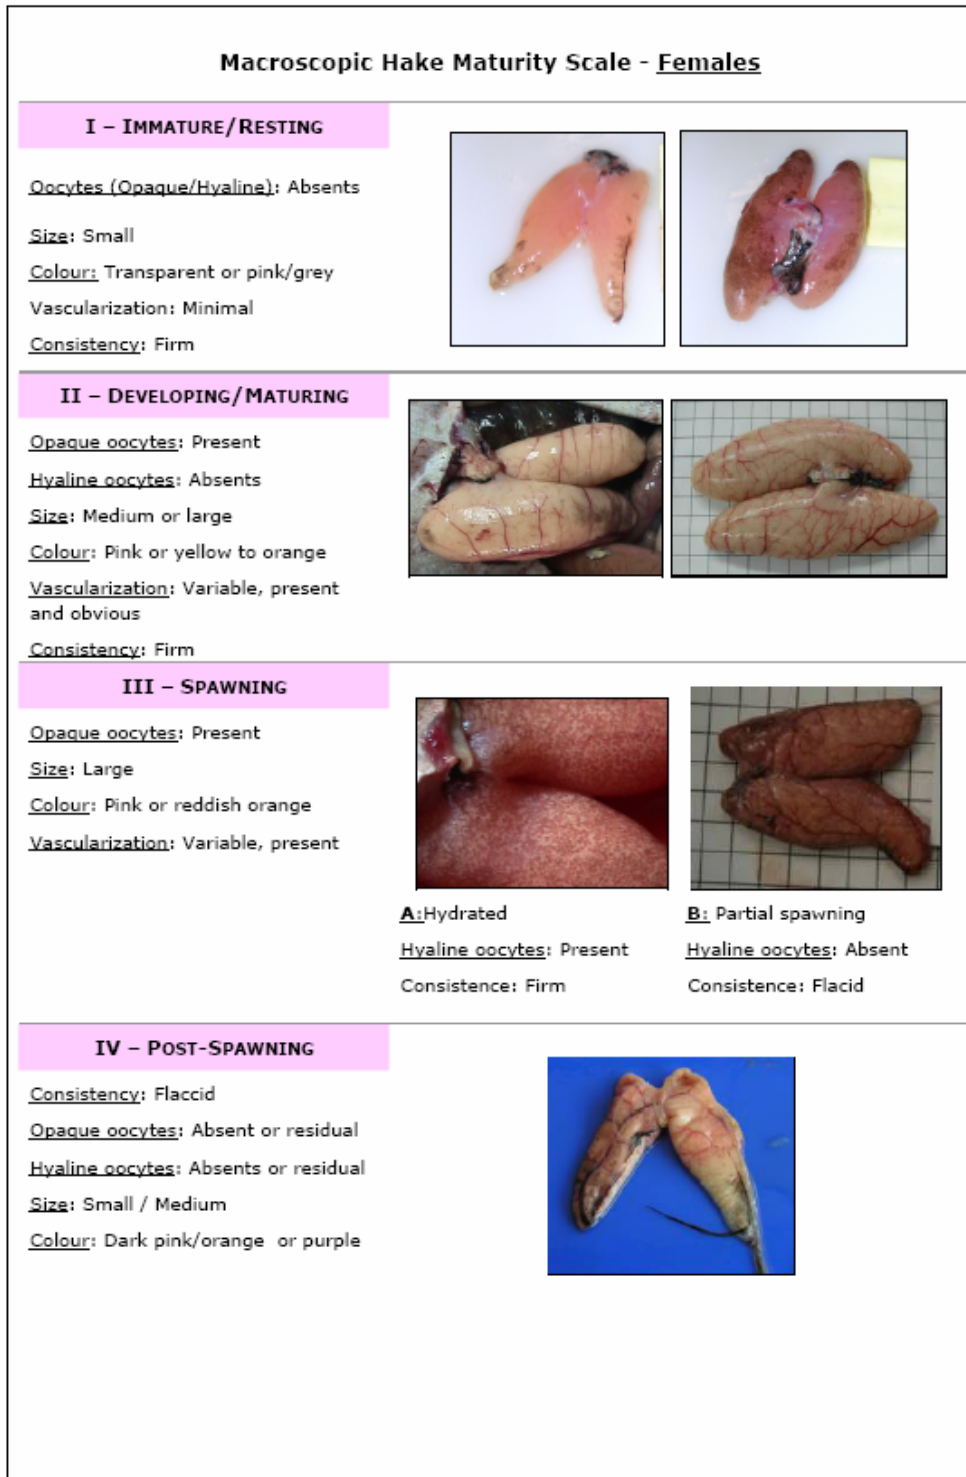 Macroscopic Hake Maturity Scale - Females
I – IMMATURE/RESTING
Oocytes (Opaque/Hyaline): Absents
Size: Small
Colour: Transparent or pink/grey
Vascularization: Minimal
Consistency: Firm
II – DEVELOPING/MATURING
Opaque oocytes: Present
Hyaline oocytes: Absents
Size: Medium or large
Colour: Pink or yellow to orange
Vascularization: Variable, present
and obvious
Consistency: Firm
III – SPAWNING
Opaque oocytes: Present
Size: Large
Colour: Pink or reddish orange
Vascularization: Variable, present
A:Hydrated
Hyaline oocytes: Present
Consistence: Firm
B: Partial spawning
Hyaline oocytes: Absent
Consistence: Flacid
IV – POST-SPAWNING
Consistency: Flaccid
Opaque oocytes: Absent or residual
Hyaline oocytes: Absents or residual
Size: Small / Medium
Colour: Dark pink/orange  or purple